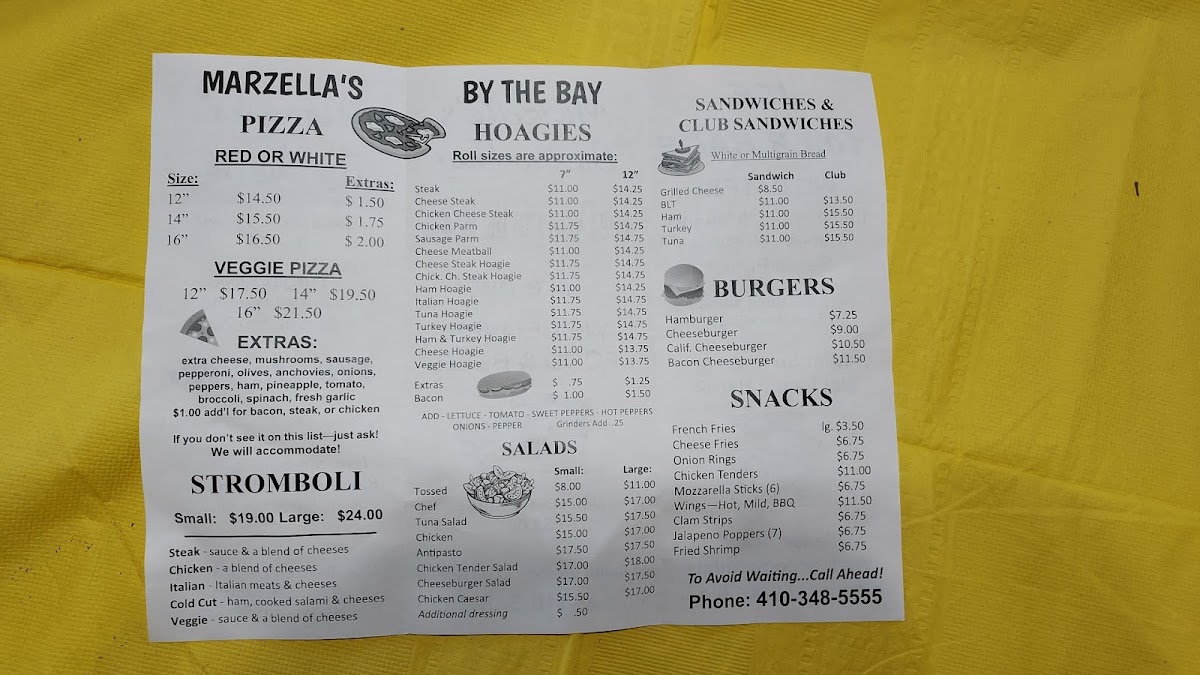 MARZELLA'S
PIZZA
RED OR WHITE
Size: Extras:
12" $14.50 $ 1.50
14" $15.50 $ 1.75
16" $16.50 $ 2.00
VEGGIE PIZZA
12" $17.50 14" $19.50
16" $21.50
EXTRAS:
extra cheese, mushrooms, sausage,
pepperoni, olives, anchovies, onions,
peppers, ham, pineapple, tomato,
broccoli, spinach, fresh garlic
$1.00 add'l for bacon, steak, or chicken
If you don't see it on this list—just ask!
We will accommodate!
STROMBOLI
Small: $19.00 Large: $24.00
Steak - sauce & a blend of cheeses
Chicken - a blend of cheeses
Italian - Italian meats & cheeses
Cold Cut - ham, cooked salami & cheeses
Veggie - sauce & a blend of cheeses
BY THE BAY
HOAGIES
Roll sizes are approximate:
7" 12"
Steak $11.00 $14.25
Cheese Steak $11.00 $14.25
Chicken Cheese Steak $11.00 $14.25
Chicken Parm $11.75 $14.75
Sausage Parm $11.75 $14.75
Cheese Meatball $11.00 $14.25
Cheese Steak Hoagie $11.75 $14.75
Chick. Ch. Steak Hoagie $11.75 $14.75
Ham Hoagie $11.00 $14.25
Italian Hoagie $11.75 $14.75
Tuna Hoagie $11.75 $14.75
Turkey Hoagie $11.75 $14.75
Ham & Turkey Hoagie $11.75 $14.75
Cheese Hoagie $11.00 $13.75
Veggie Hoagie $11.00 $13.75
Extras $ .75 $1.25
Bacon $ 1.00 $1.50
ADD - LETTUCE - TOMATO - SWEET PEPPERS - HOT PEPPERS
ONIONS - PEPPER Grinders Add .25
SALADS
Small: Large:
Tossed $8.00 $11.00
Chef $15.00 $17.00
Tuna Salad $15.50 $17.50
Chicken $15.00 $17.00
Antipasto $17.50 $17.50
Chicken Tender Salad $17.00 $18.00
Cheeseburger Salad $17.00 $17.50
Chicken Caesar $15.50 $17.00
Additional dressing $ .50
SANDWICHES &
CLUB SANDWICHES
White or Multigrain Bread
Sandwich Club
Grilled Cheese $8.50
BLT $11.00 $13.50
Ham $11.00 $15.50
Turkey $11.00 $15.50
Tuna $11.00 $15.50
BURGERS
Hamburger $7.25
Cheeseburger $9.00
Calif. Cheeseburger $10.50
Bacon Cheeseburger $11.50
SNACKS
French Fries lg. $3.50
Cheese Fries $6.75
Onion Rings $6.75
Chicken Tenders $11.00
Mozzarella Sticks (6) $6.75
Wings—Hot, Mild, BBQ $11.50
Clam Strips $6.75
Jalapeno Poppers (7) $6.75
Fried Shrimp $6.75
To Avoid Waiting...Call Ahead!
Phone: 410-348-5555